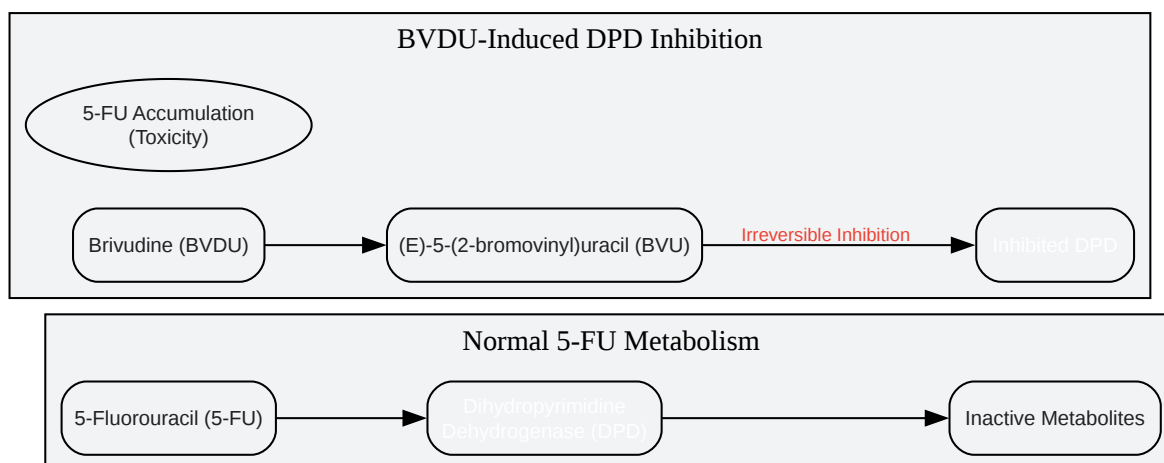 BVDU-Induced DPD Inhibition
5-FU Accumulation
(Toxicity)
Brivudine (BVDU)
(E)-5-(2-bromovinyl)uracil (BVU)
Irreversible Inhibition
Inhibited DPD
Normal 5-FU Metabolism
5-Fluorouracil (5-FU)
Dihydropyrimidine
Dehydrogenase (DPD)
Inactive Metabolites